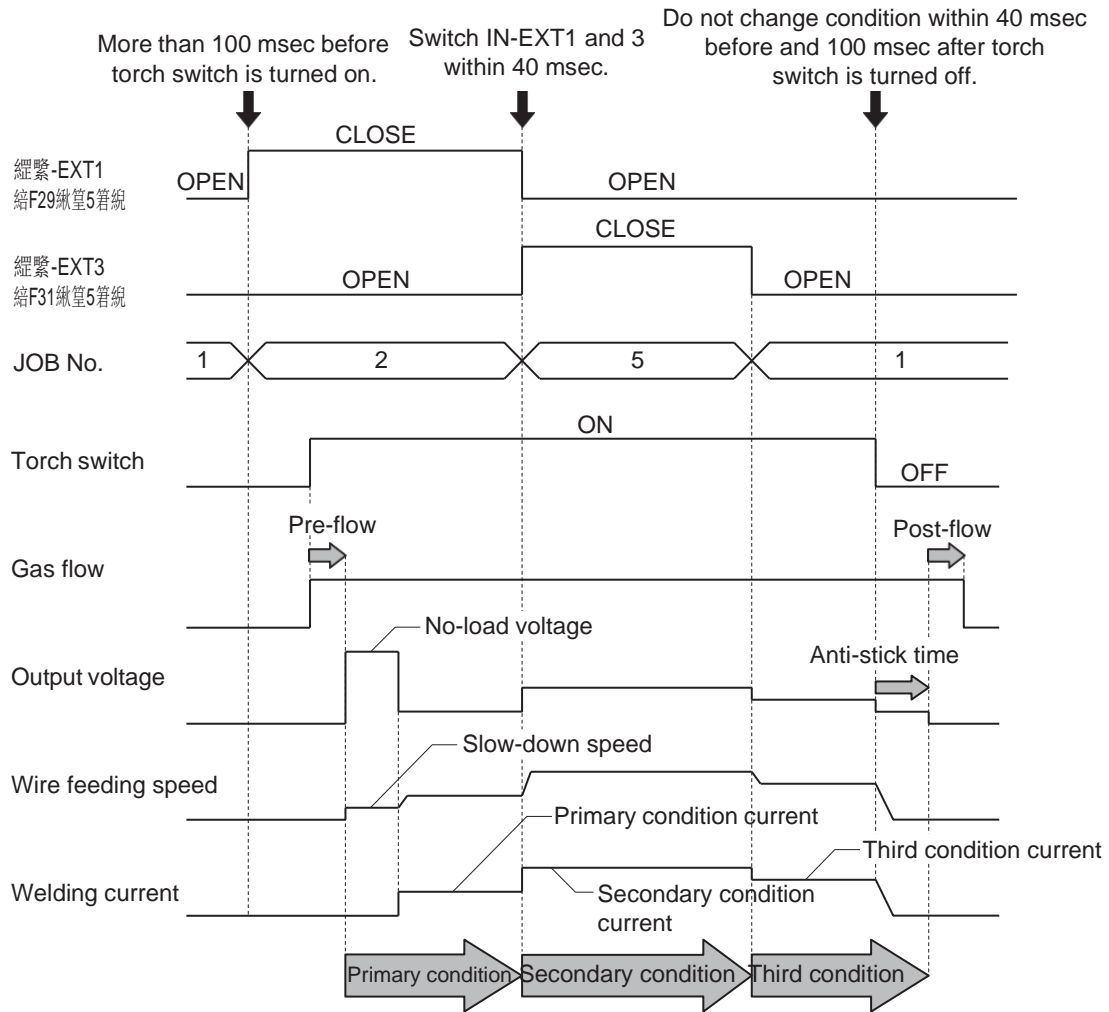 More than 100 msec before
torch switch is turned on.
Switch IN-EXT1 and 3
within 40 msec.
Do not change condition within 40 msec
before and 100 msec after torch
switch is turned off.
-EXT1
OPEN
CLOSE
OPEN
-EXT3
OPEN
CLOSE
OPEN
JOB No.
1
2
5
1
Torch switch
ON
OFF
Gas flow
Pre-flow
Post-flow
Output voltage
No-load voltage
Anti-stick time
Wire feeding speed
Slow-down speed
Welding current
Primary condition current
Secondary condition
current
Third condition current
Primary condition
Secondary condition
Third condition